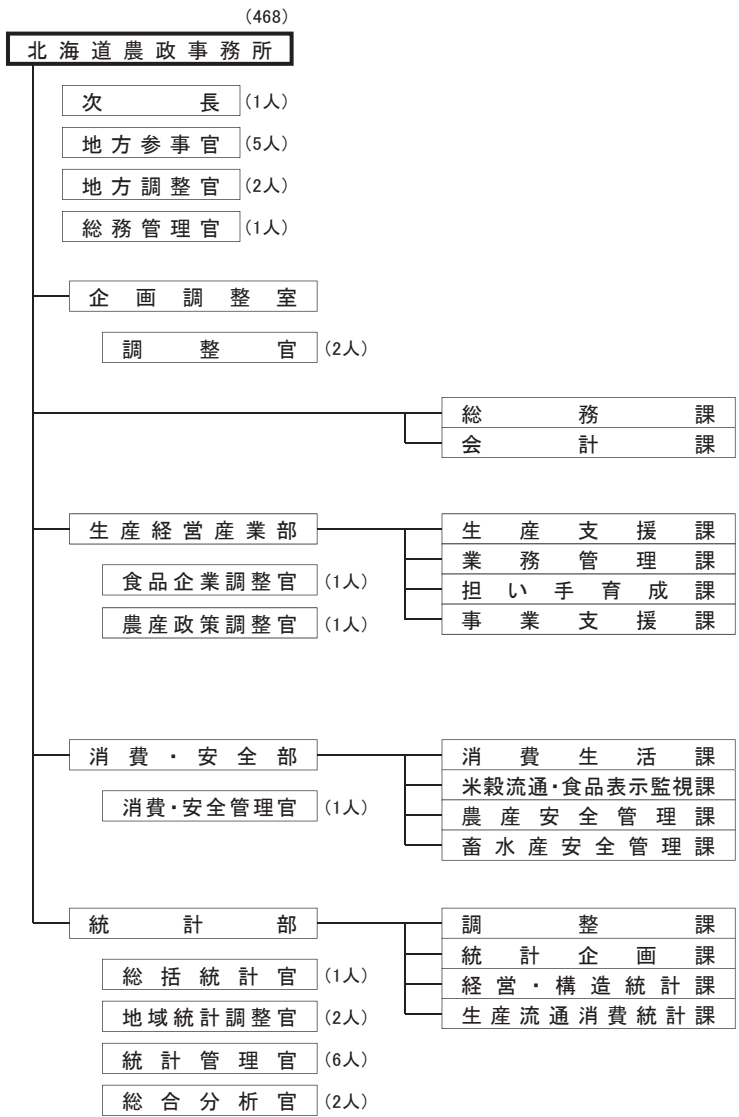 (468)
北海道農政事務所
次長 (1人)
地方参事官 (5人)
地方調整官 (2人)
総務管理官 (1人)
企画調整室
調整官 (2人)
総務課
会計課
生産経営産業部
食品企業調整官 (1人)
農産政策調整官 (1人)
生産支援課
業務管理課
担い手育成課
事業支援課
消費・安全部
消費・安全管理官 (1人)
消費生活課
米穀流通・食品表示監視課
農産安全管理課
畜水産安全管理課
統計部
総括統計官 (1人)
地域統計調整官 (2人)
統計管理官 (6人)
総合分析官 (2人)
調整課
統計企画課
経営・構造統計課
生産流通消費統計課